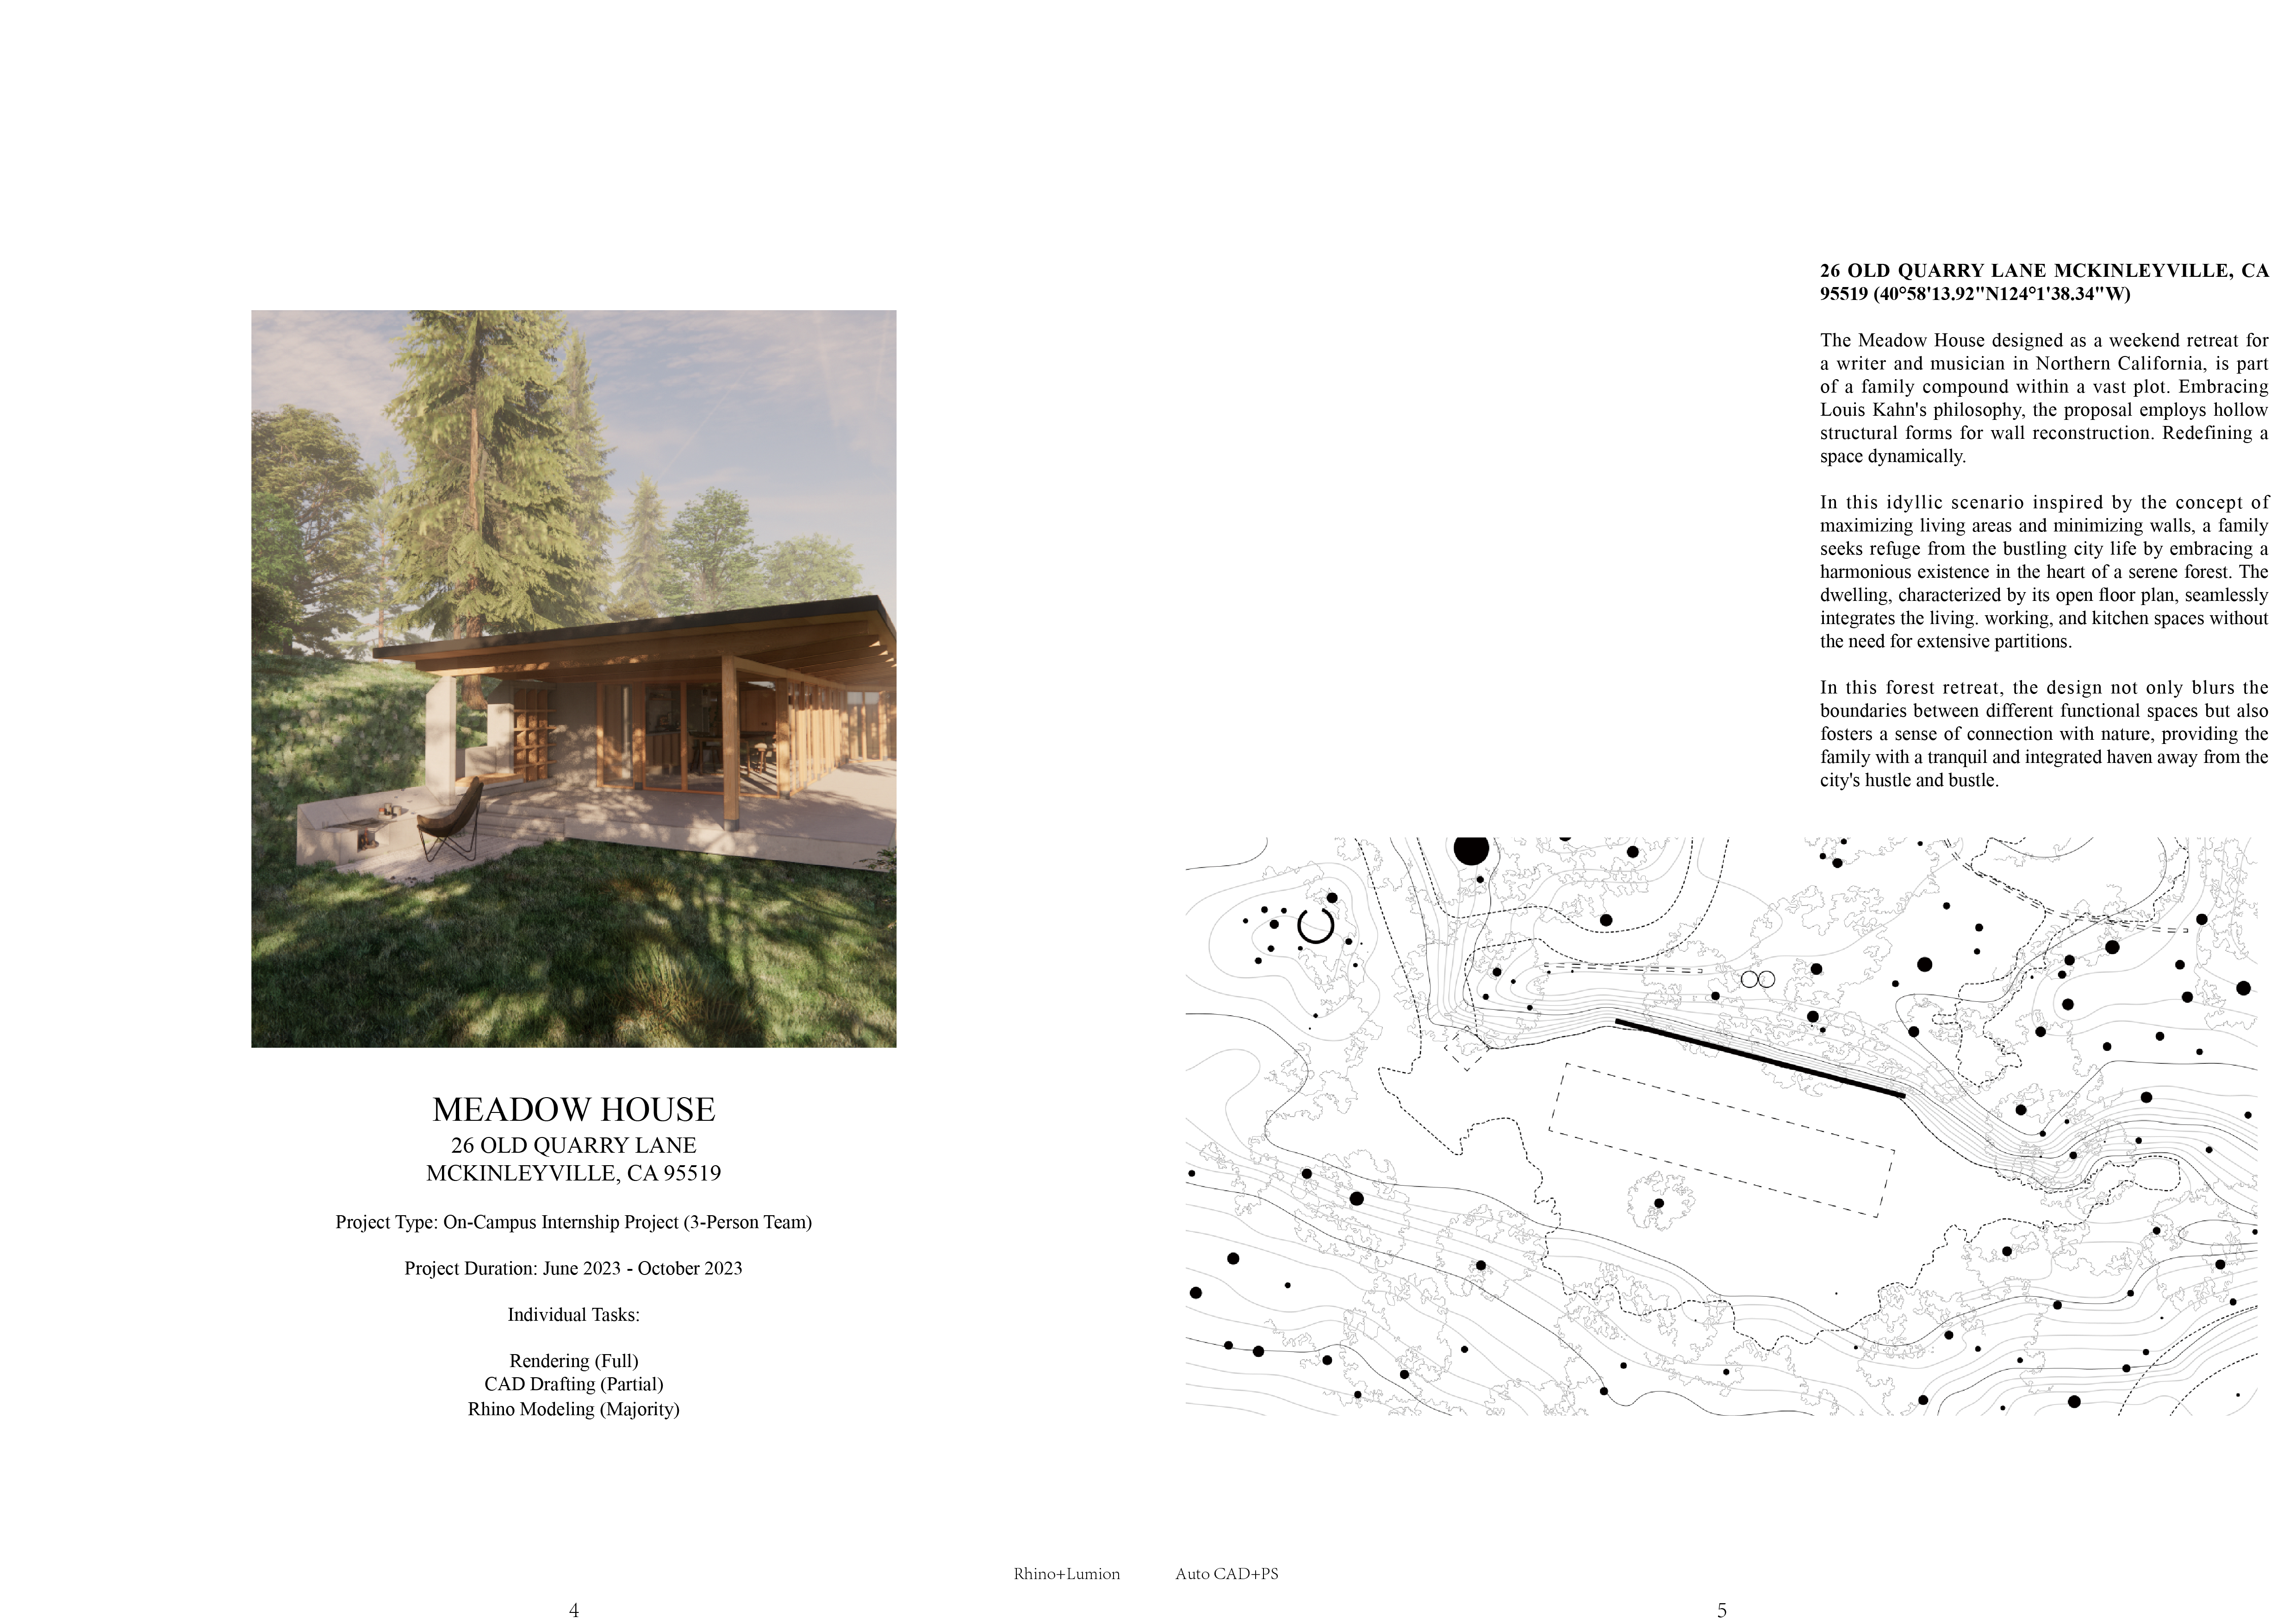 MEADOW HOUSE
26 OLD QUARRY LANE
MCKINLEYVILLE, CA 95519
Project Type: On-Campus Internship Project (3-Person Team)
Project Duration: June 2023 - October 2023
Individual Tasks:
Rendering (Full)
CAD Drafting (Partial)
Rhino Modeling (Majority)
Rhino+Lumion
4
26 OLD QUARRY LANE MCKINLEYVILLE, CA
95519 (40°58'13.92"N124°1'38.34"W)
The Meadow House designed as a weekend retreat for
a writer and musician in Northern California, is part
of a family compound within a vast plot. Embracing
Louis Kahn's philosophy, the proposal employs hollow
structural forms for wall reconstruction. Redefining a
space dynamically.
In this idyllic scenario inspired by the concept of
maximizing living areas and minimizing walls, a family
seeks refuge from the bustling city life by embracing a
harmonious existence in the heart of a serene forest. The
dwelling, characterized by its open floor plan, seamlessly
integrates the living. working, and kitchen spaces without
the need for extensive partitions.
In this forest retreat, the design not only blurs the
boundaries between different functional spaces but also
fosters a sense of connection with nature, providing the
family with a tranquil and integrated haven away from the
city's hustle and bustle.
Auto CAD+PS
5